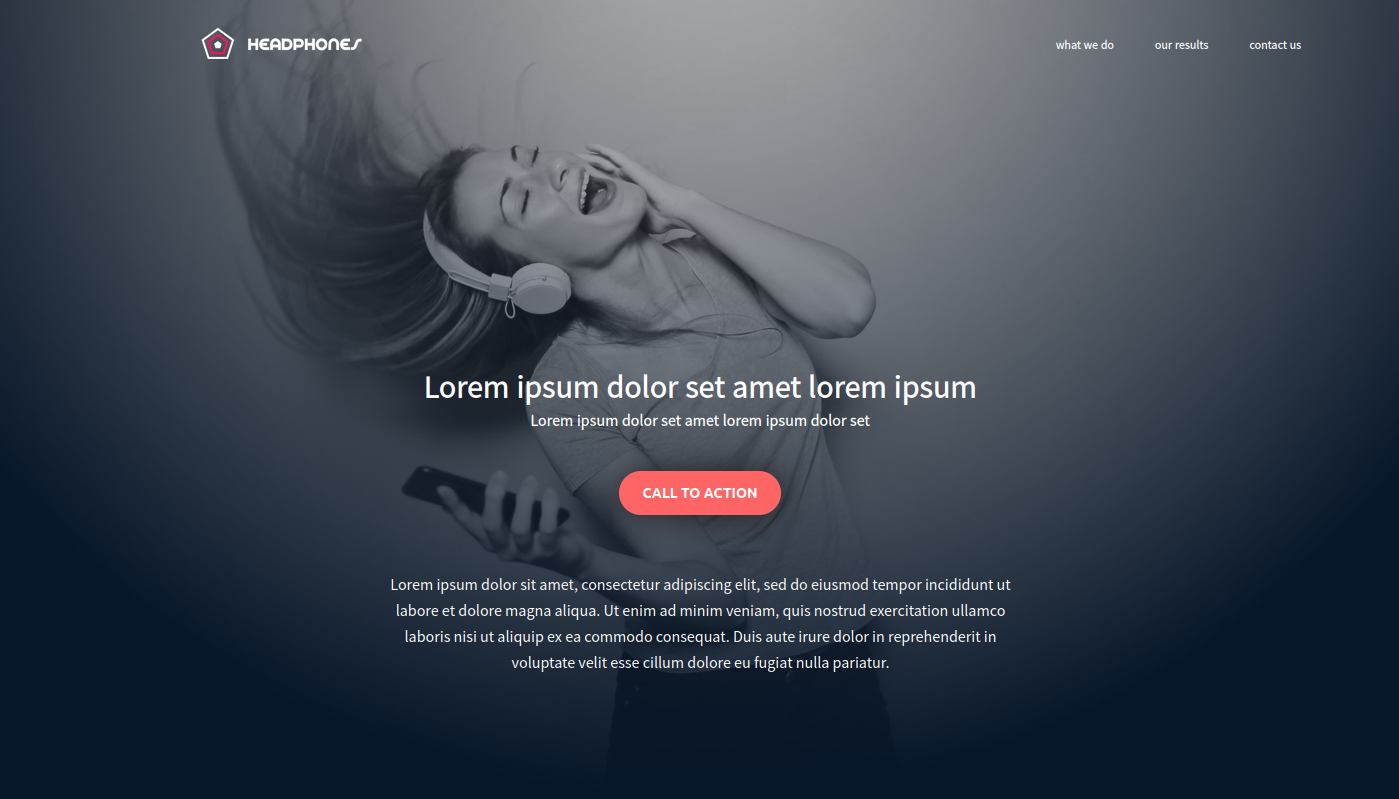 HEADPHONES
what we do our results contact us
Lorem ipsum dolor set amet lorem ipsum
Lorem ipsum dolor set amet lorem ipsum dolor set
CALL TO ACTION
Lorem ipsum dolor sit amet, consectetur adipiscing elit, sed do eiusmod tempor incididunt ut
labore et dolore magna aliqua. Ut enim ad minim veniam, quis nostrud exercitation ullamco
laboris nisi ut aliquip ex ea commodo consequat. Duis aute irure dolor in reprehenderit in
voluptate velit esse cillum dolore eu fugiat nulla pariatur.